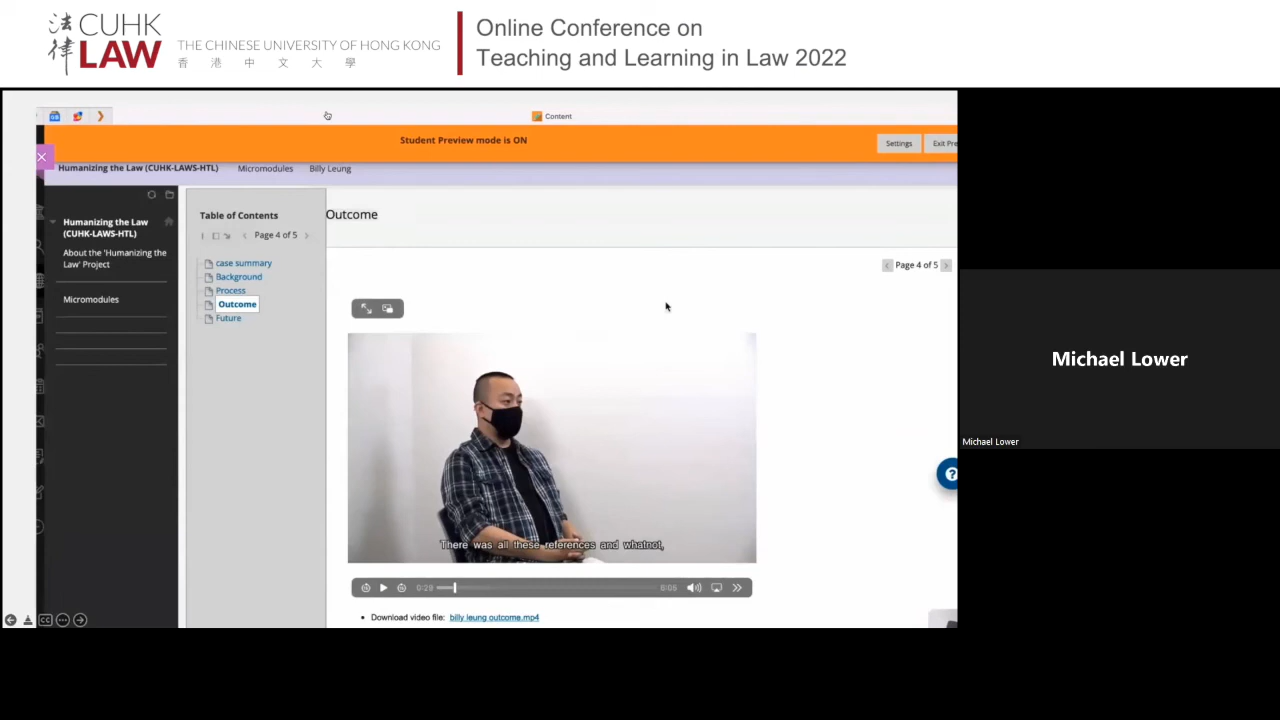 法律
CUHK
LAW
THE CHINESE UNIVERSITY OF HONG KONG
香 港 中 文 大 學
Online Conference on
Teaching and Learning in Law 2022
Content
Student Preview mode is ON
Settings
Exit Pre
Humanizing the Law (CUHK-LAWS-HTL)
Micromodules
Billy Leung
Humanizing the Law
(CUHK-LAWS-HTL)
About the 'Humanizing the
Law' Project
Micromodules
Table of Contents
Page 4 of 5
case summary
Background
Process
Outcome
Future
Outcome
Page 4 of 5
There was all these references and whatnot,
0:29
6:05
• Download video file: billy leung outcome.mp4
CC
Michael Lower
Michael Lower